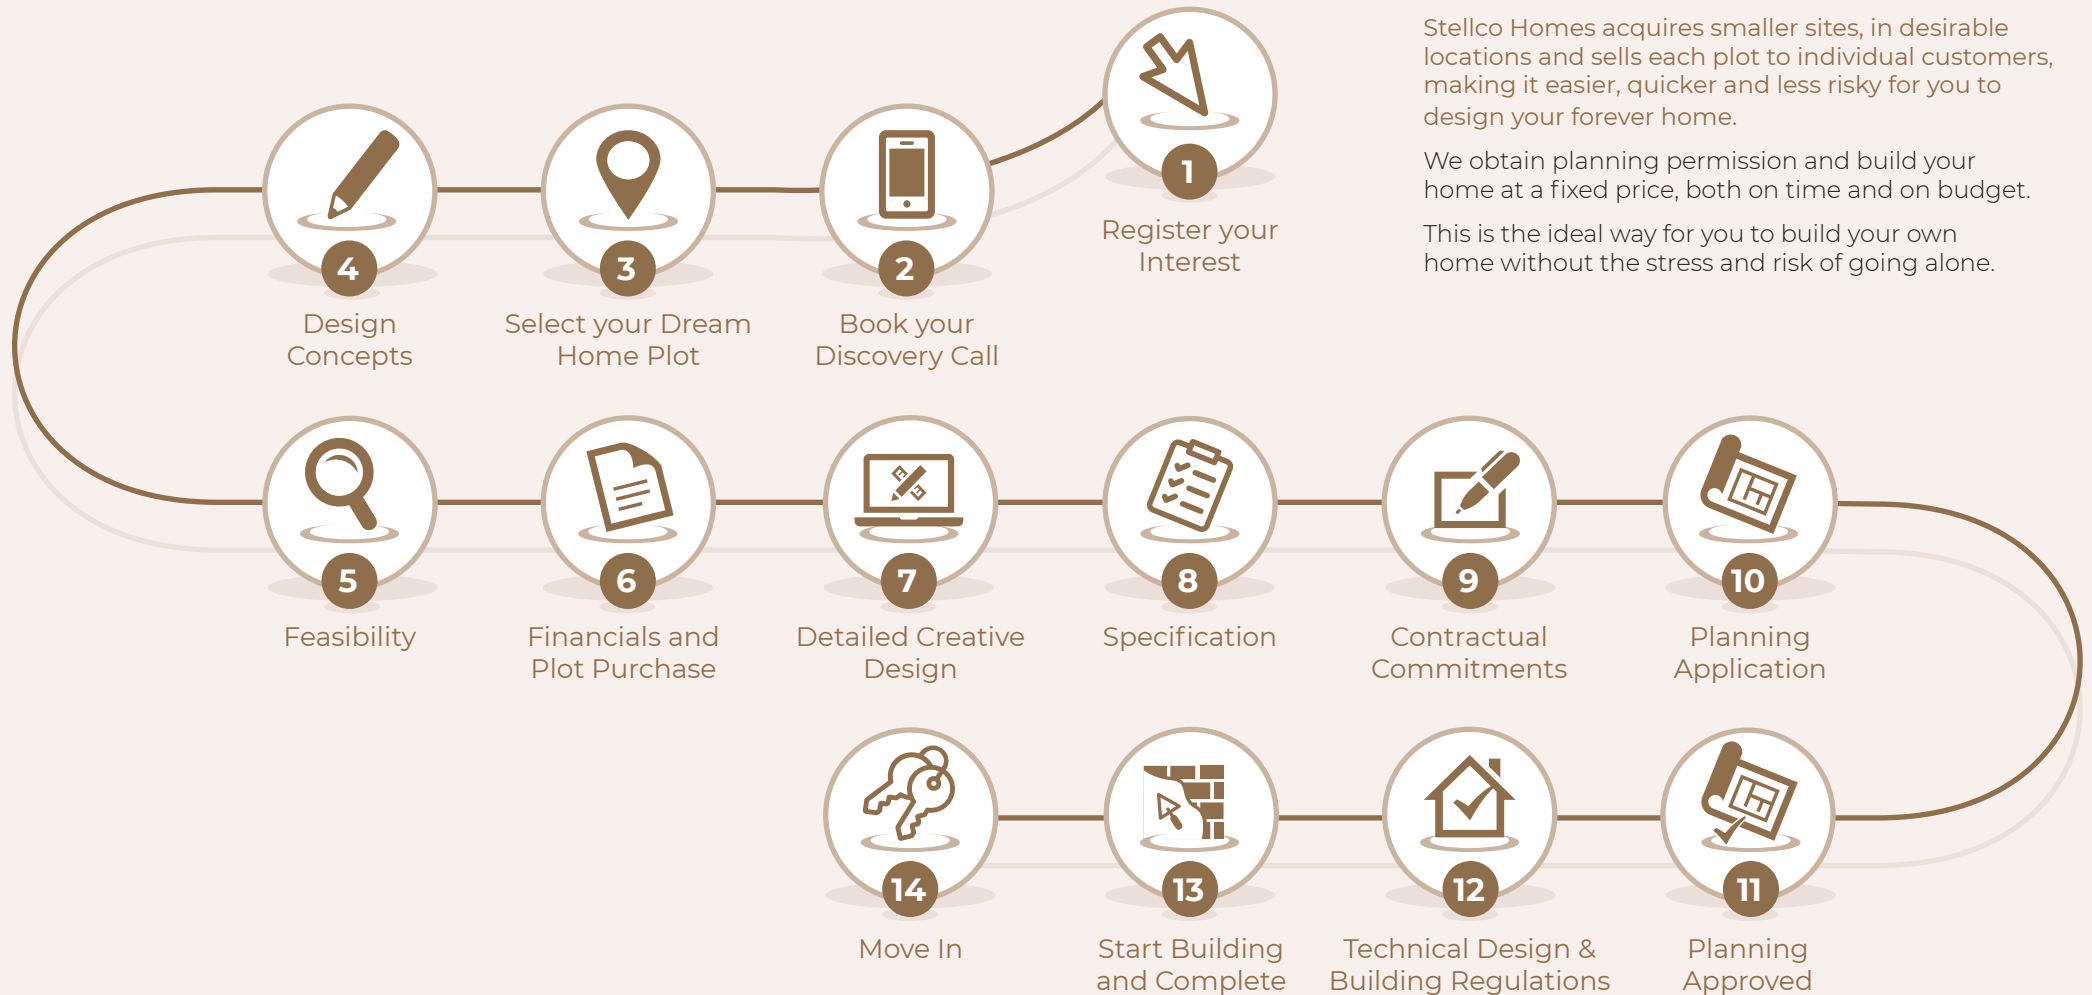 Stellco Homes acquires smaller sites, in desirable
locations and sells each plot to individual customers,
making it easier, quicker and less risky for you to
design your forever home.
We obtain planning permission and build your
home at a fixed price, both on time and on budget.
This is the ideal way for you to build your own
home without the stress and risk of going alone.
1
Register your
Interest
2
Book your
Discovery Call
3
Select your Dream
Home Plot
4
Design
Concepts
5
Feasibility
6
Financials and
Plot Purchase
7
Detailed Creative
Design
8
Specification
9
Contractual
Commitments
10
Planning
Application
11
Planning
Approved
12
Technical Design &
Building Regulations
13
Start Building
and Complete
14
Move In